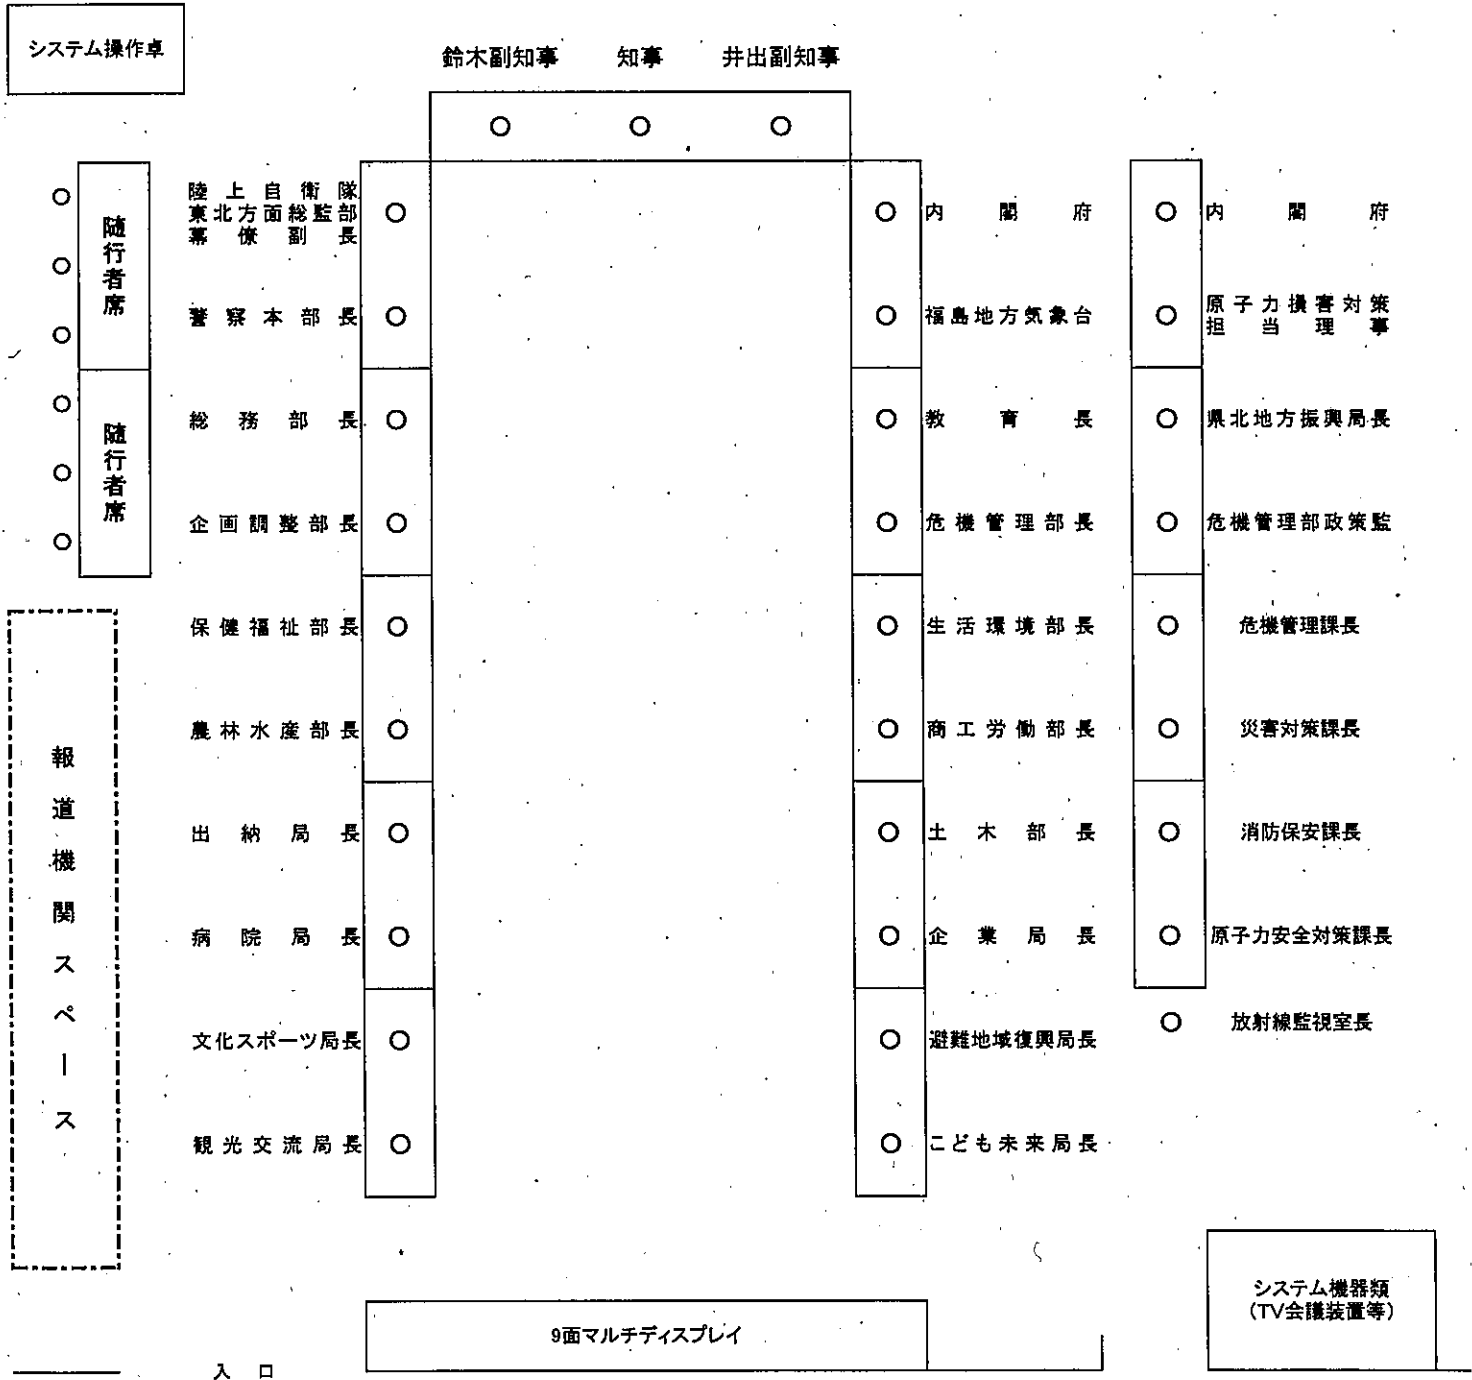 システム操作卓
鈴木副知事 知事 井出副知事
随行者席
随行者席
報道機関スペース
陸上自衛隊
東北方面総監部
幕僚副長
警察本部長
総務部長
企画調整部長
保健福祉部長
農林水産部長
出納局長
病院局長
文化スポーツ局長
観光交流局長
内閣府
福島地方気象台
教育長
危機管理部長
生活環境部長
商工労働部長
土木部長
企業局長
避難地域復興局長
こども未来局長
内閣府
原子力損害対策
担当理事
県北地方振興局長
危機管理部政策監
危機管理課長
災害対策課長
消防保安課長
原子力安全対策課長
放射線監視室長
システム機器類
（TV会議装置等）
9面マルチディスプレイ
入口